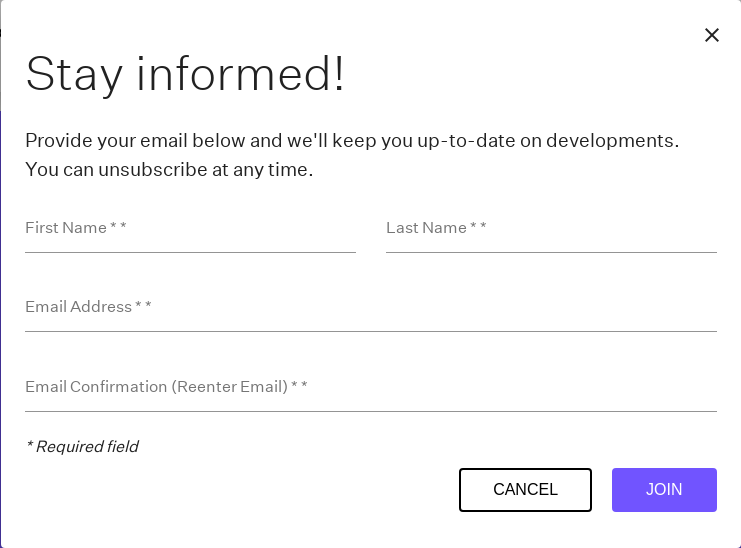 Stay informed!
Provide your email below and we'll keep you up-to-date on developments.
You can unsubscribe at any time.
First Name * *
Last Name * *
Email Address * *
Email Confirmation (Reenter Email) * *
* Required field
CANCEL
JOIN